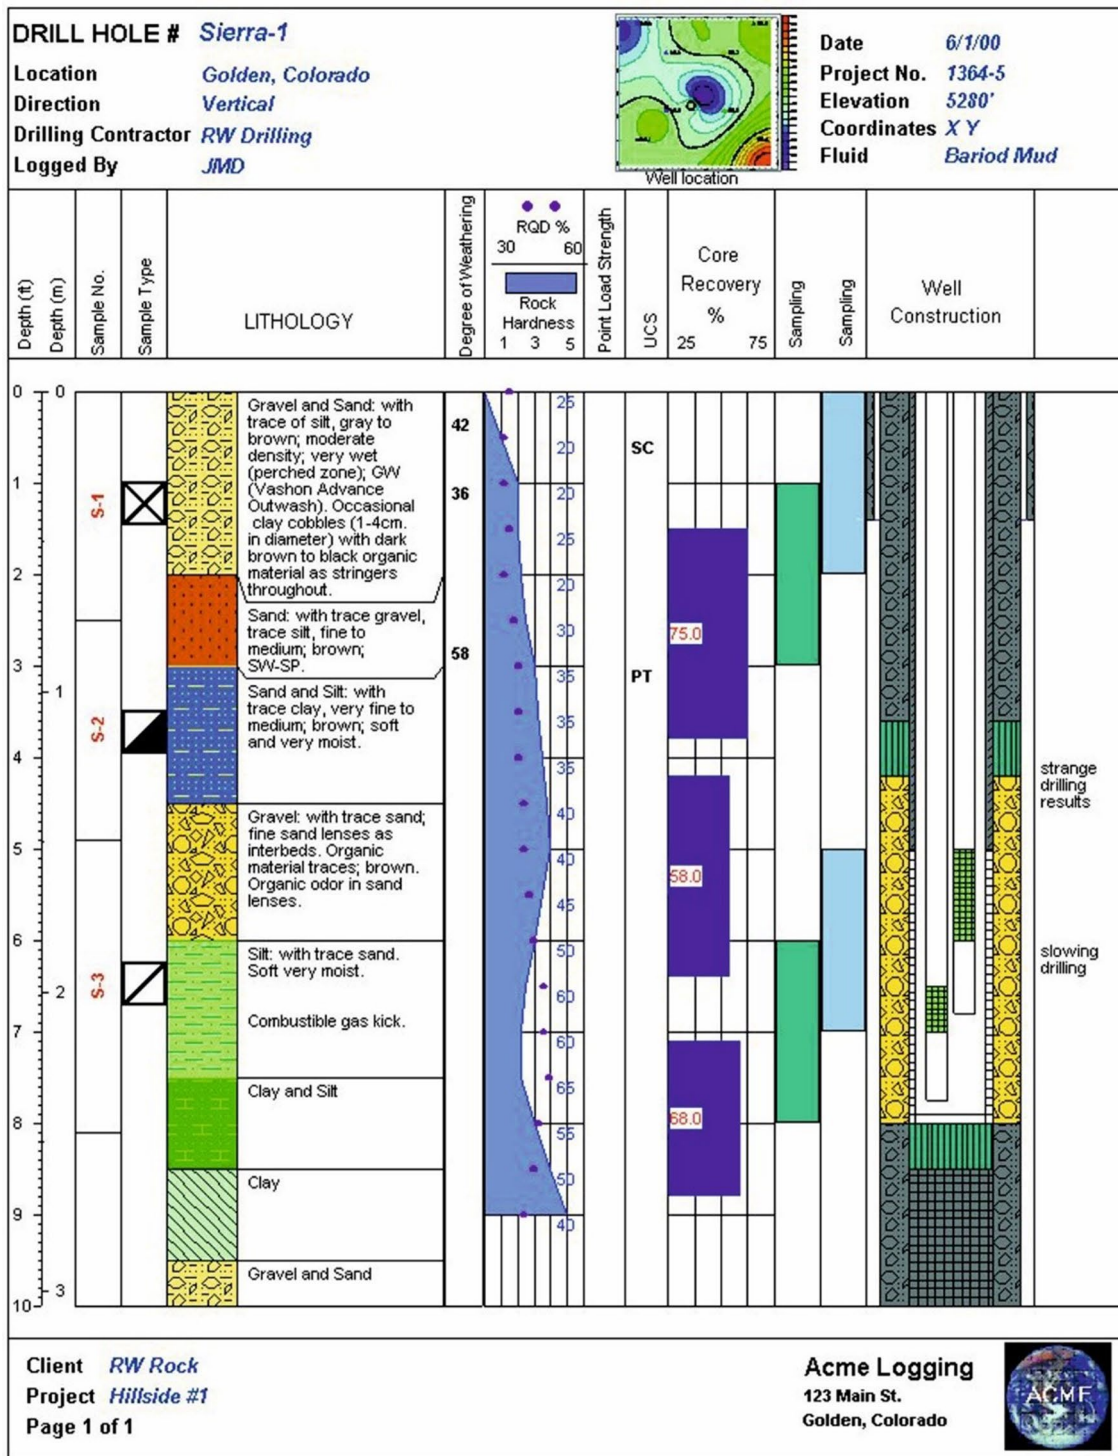 DRILL HOLE # Sierra-1
Location Golden, Colorado
Direction Vertical
Drilling Contractor RW Drilling
Logged By JMD
Well location
Date 6/1/00
Project No. 1364-5
Elevation 5280'
Coordinates X Y
Fluid Bariod Mud
Depth (ft)
Depth (m)
Sample No.
Sample Type
LITHOLOGY
Degree of Weathering
RQD %
30 60
Rock
Hardness
1 3 5
Point Load Strength
UCS
Core
Recovery
%
25 75
Sampling
Sampling
Well
Construction
0
1
2
3
4
5
6
7
8
9
10
0
1
2
3
S-1
S-2
S-3
Gravel and Sand: with
trace of silt, gray to
brown; moderate
density; very wet
(perched zone); GW
(Vashon Advance
Outwash). Occasional
clay cobbles (1-4cm.
in diameter) with dark
brown to black organic
material as stringers
throughout.
Sand: with trace gravel,
trace silt, fine to
medium; brown;
SW-SP.
Sand and Silt: with
trace clay, very fine to
medium; brown; soft
and very moist.
Gravel: with trace sand;
fine sand lenses as
interbeds. Organic
material traces; brown.
Organic odor in sand
lenses.
Silt: with trace sand.
Soft very moist.
Combustible gas kick.
Clay and Silt
Clay
Gravel and Sand
42
36
58
25
20
20
25
20
30
35
35
35
40
40
45
50
60
60
65
55
50
40
SC
PT
75.0
58.0
68.0
strange
drilling
results
slowing
drilling
Client RW Rock
Project Hillside #1
Page 1 of 1
Acme Logging
123 Main St.
Golden, Colorado
ACME